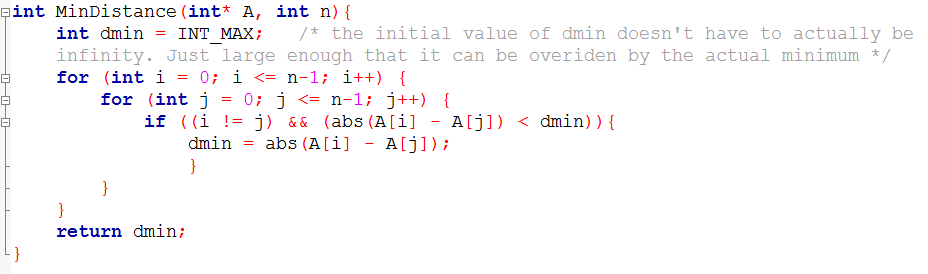 int MinDistance(int* A, int n){
    int dmin = INT_MAX;   /* the initial value of dmin doesn't have to actually be
    infinity. Just large enough that it can be overiden by the actual minimum */
    for (int i = 0; i <= n-1; i++) {
        for (int j = 0; j <= n-1; j++) {
            if ((i != j) && (abs(A[i] - A[j]) < dmin)){
                dmin = abs(A[i] - A[j]);
                }
        }
    }
    return dmin;
}